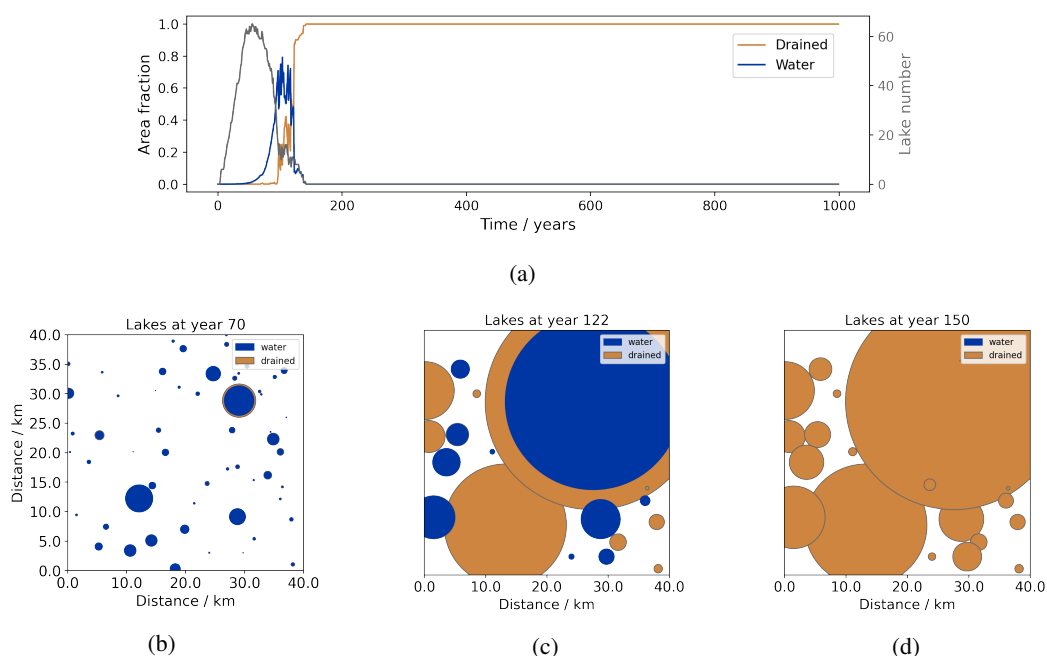 1.0
0.8
0.6
0.4
0.2
0.0
Area fraction
Drained
Water
60
40
20
0
Lake number
0 200 400 600 800 1000
Time / years
(a)
Lakes at year 70
40.0
35.0
30.0
25.0
20.0
15.0
10.0
5.0
0.0
Distance / km
water
drained
0.0 10.0 20.0 30.0 40.0
Distance / km
(b)
Lakes at year 122
water
drained
0.0 10.0 20.0 30.0 40.0
Distance / km
(c)
Lakes at year 150
water
drained
0.0 10.0 20.0 30.0 40.0
Distance / km
(d)